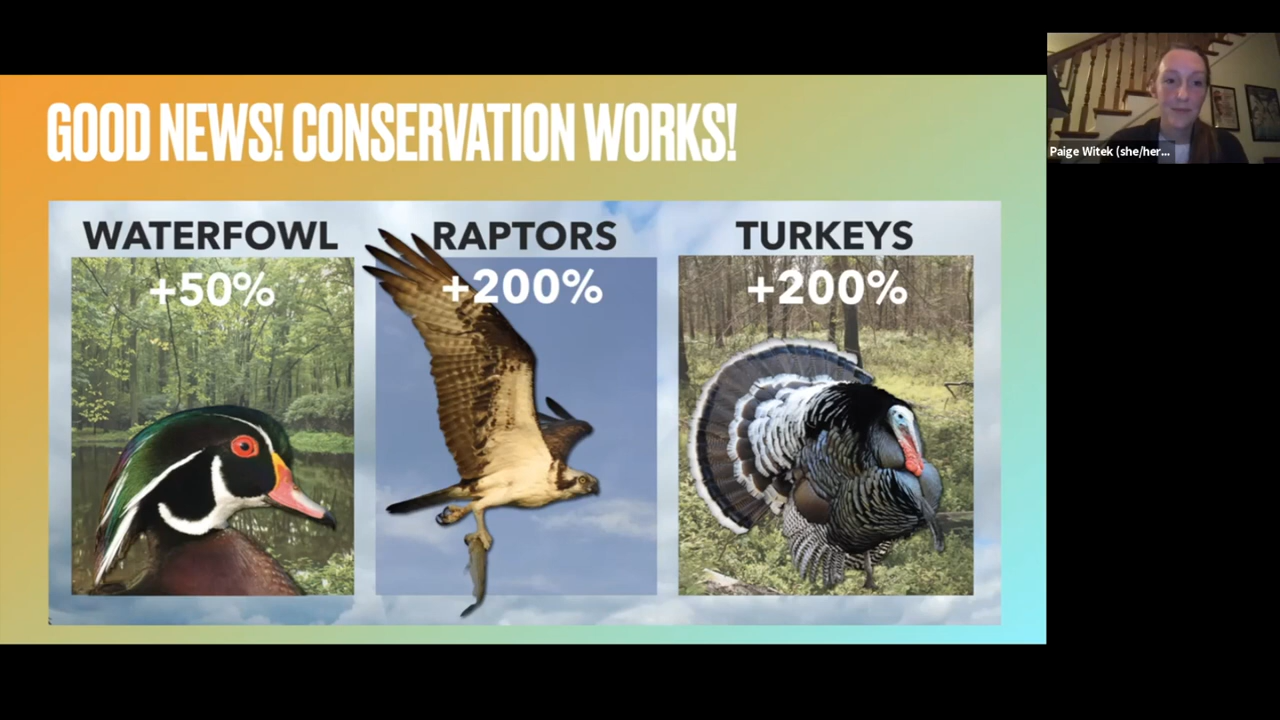 GOOD NEWS! CONSERVATION WORKS!
WATERFOWL
+50%
RAPTORS
+200%
TURKEYS
+200%
Paige Witek (she/her...